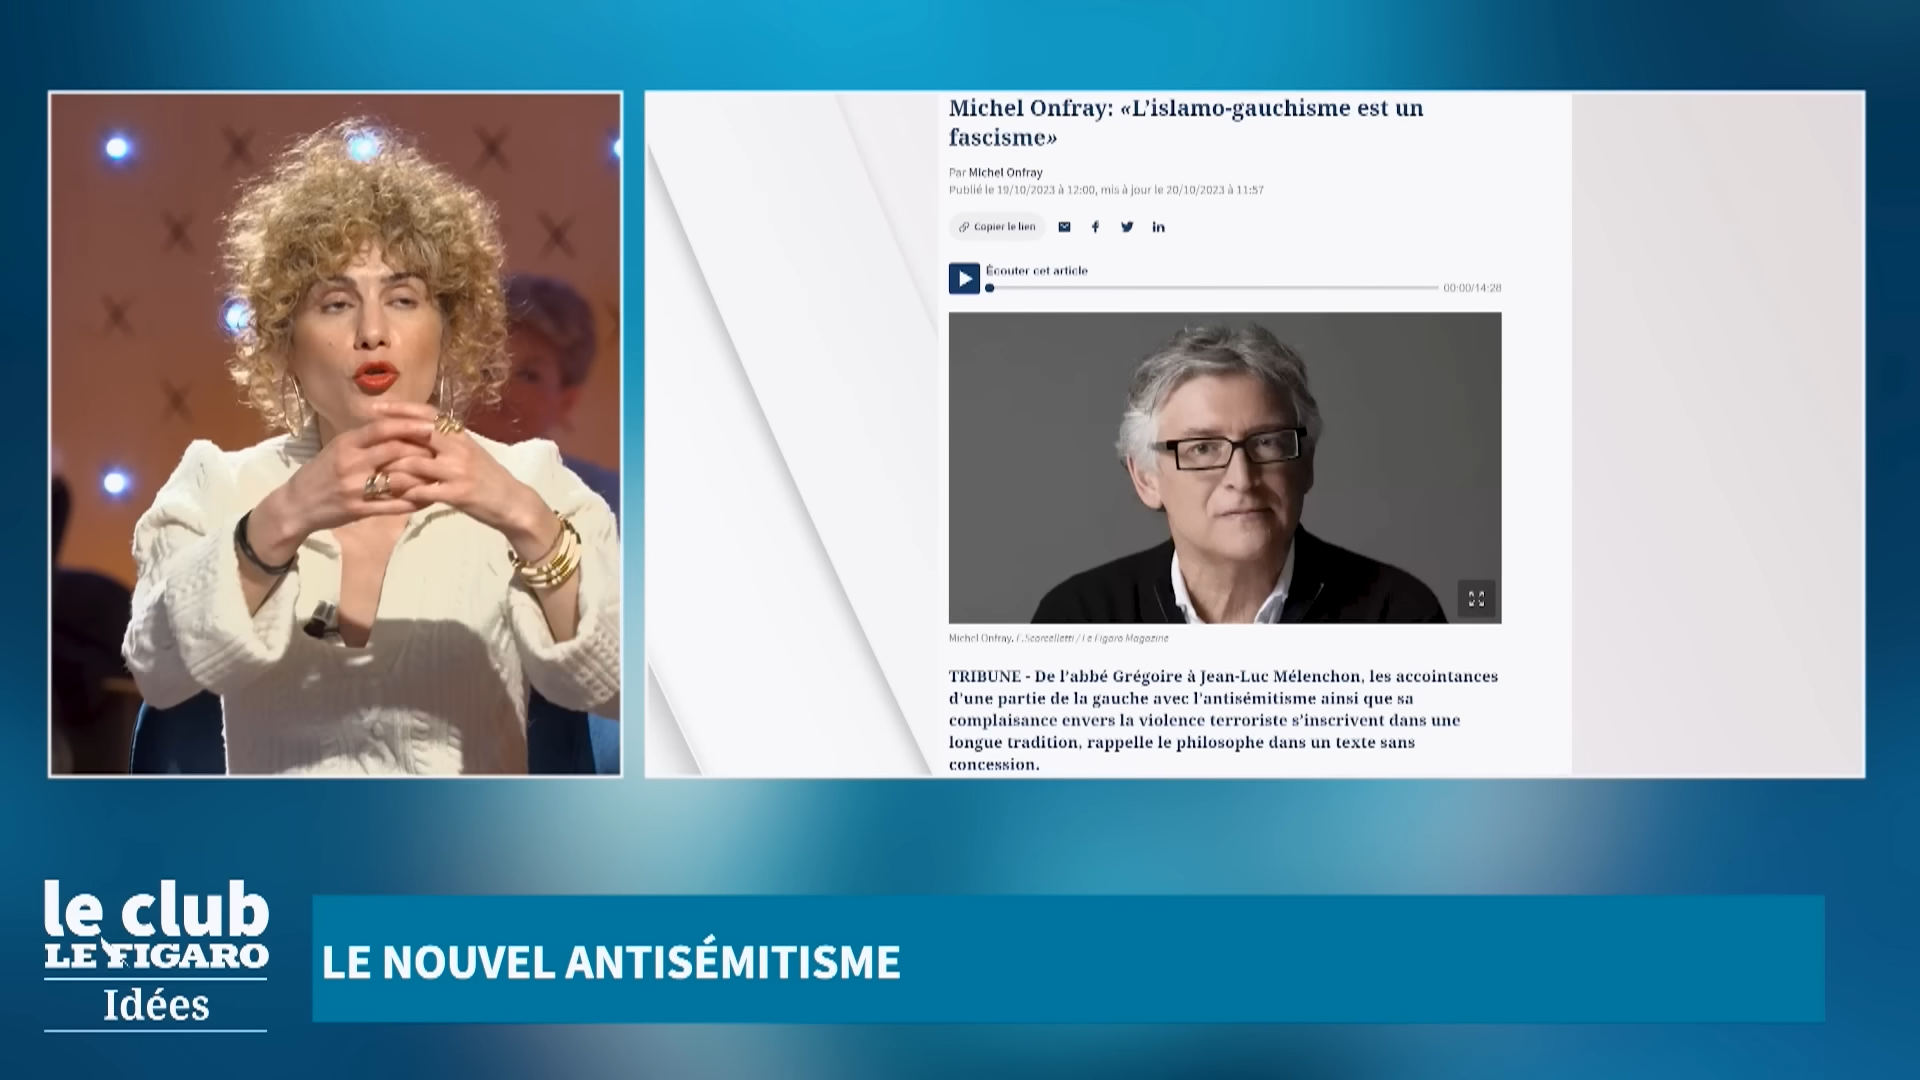 Michel Onfray: «L'islamo-gauchisme est un
fascisme»
Par Michel Onfray
Publié le 19/10/2023 à 12:00, mis à jour le 20/10/2023 à 11:57
Copier le lien
Écouter cet article
00:00/14:28
Michel Onfray. F.Scarcelletti / Le Figaro Magazine
TRIBUNE - De l'abbé Grégoire à Jean-Luc Mélenchon, les accointances
d'une partie de la gauche avec l'antisémitisme ainsi que sa
complaisance envers la violence terroriste s'inscrivent dans une
longue tradition, rappelle le philosophe dans un texte sans
concession.
le club
LE FIGARO
Idées
LE NOUVEL ANTISÉMITISME